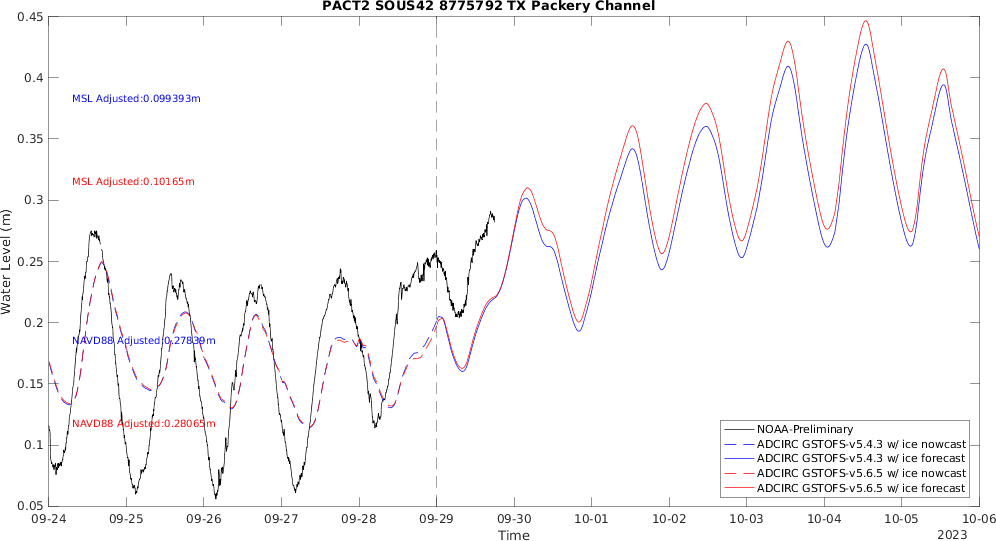 PACT2 SOUS42 8775792 TX Packery Channel
0.45
0.4
0.35
0.3
0.25
0.2
0.15
0.1
0.05
Water Level (m)
MSL Adjusted:0.099393m
MSL Adjusted:0.10165m
NAVD88 Adjusted:0.27839m
NAVD88 Adjusted:0.28065m
NOAA-Preliminary
ADCIRC GSTOFS-v5.4.3 w/ ice nowcast
ADCIRC GSTOFS-v5.4.3 w/ ice forecast
ADCIRC GSTOFS-v5.6.5 w/ ice nowcast
ADCIRC GSTOFS-v5.6.5 w/ ice forecast
09-24 09-25 09-26 09-27 09-28 09-29 09-30 10-01 10-02 10-03 10-04 10-05 10-06
Time
2023